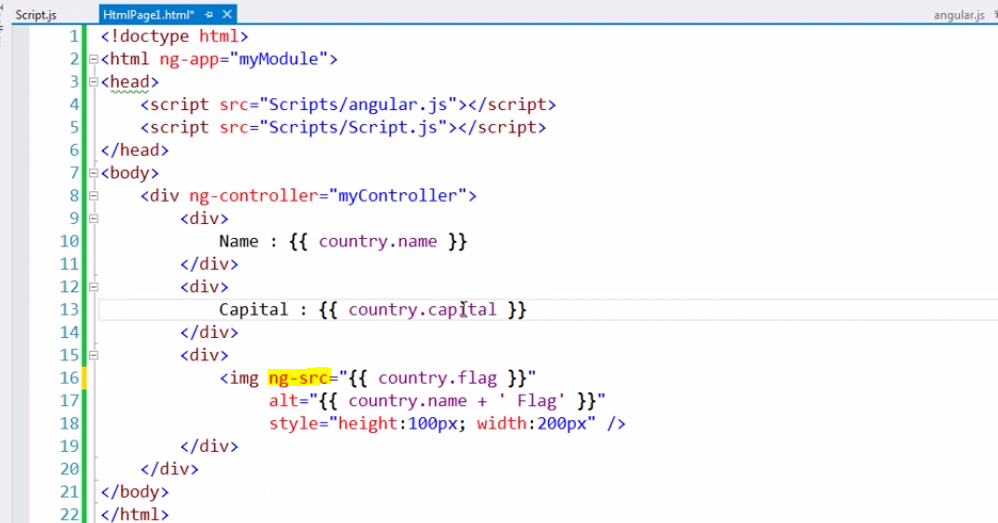 Script.js HtmlPage1.html* angular.js
1 <!doctype html>
2 <html ng-app="myModule">
3 <head>
4 <script src="Scripts/angular.js"></script>
5 <script src="Scripts/Script.js"></script>
6 </head>
7 <body>
8 <div ng-controller="myController">
9 <div>
10 Name : {{ country.name }}
11 </div>
12 <div>
13 Capital : {{ country.capital }}
14 </div>
15 <div>
16 <img ng-src="{{ country.flag }}"
17 alt="{{ country.name + ' Flag' }}"
18 style="height:100px; width:200px" />
19 </div>
20 </div>
21 </body>
22 </html>